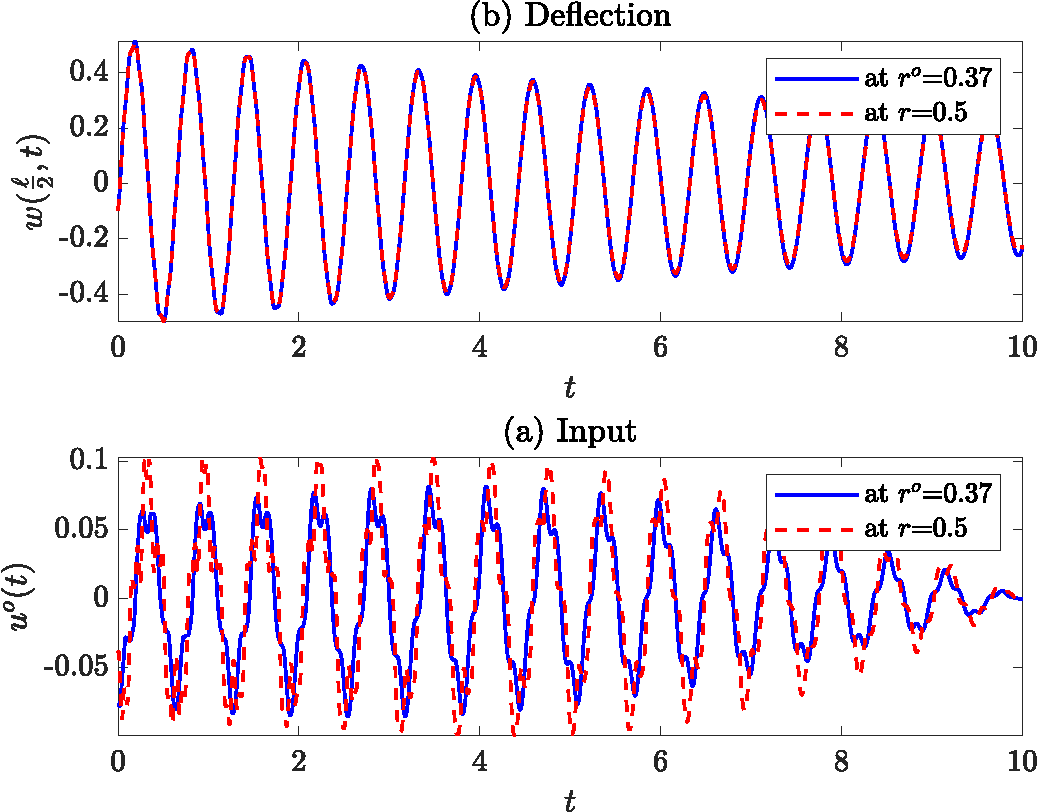 (b) Deflection
w(ℓ/2, t)
0.4
0.2
0
-0.2
-0.4
at r^o=0.37
at r=0.5
0 2 4 6 8 10
t
(a) Input
u^o(t)
0.1
0.05
0
-0.05
at r^o=0.37
at r=0.5
0 2 4 6 8 10
t